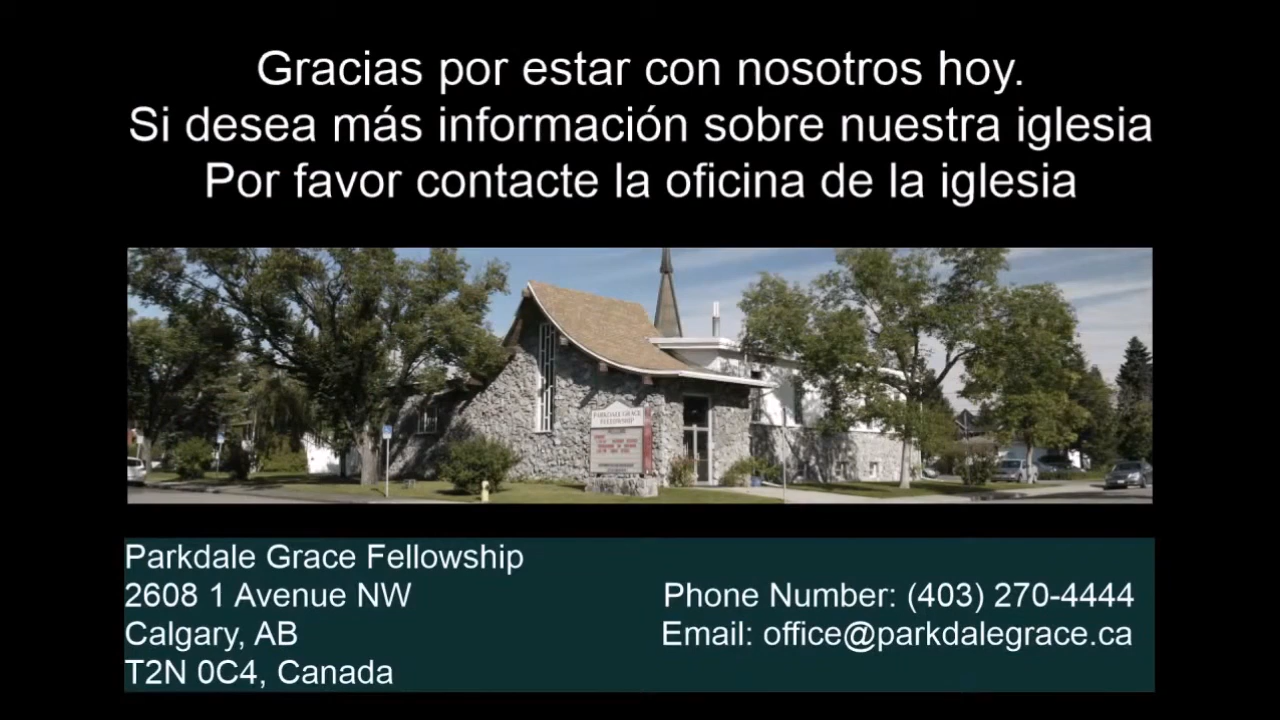 Gracias por estar con nosotros hoy.
Si desea más información sobre nuestra iglesia
Por favor contacte la oficina de la iglesia
PARKDALE GRACE
FELLOWSHIP
Parkdale Grace Fellowship
2608 1 Avenue NW
Calgary, AB
T2N 0C4, Canada
Phone Number: (403) 270-4444
Email: office@parkdalegrace.ca